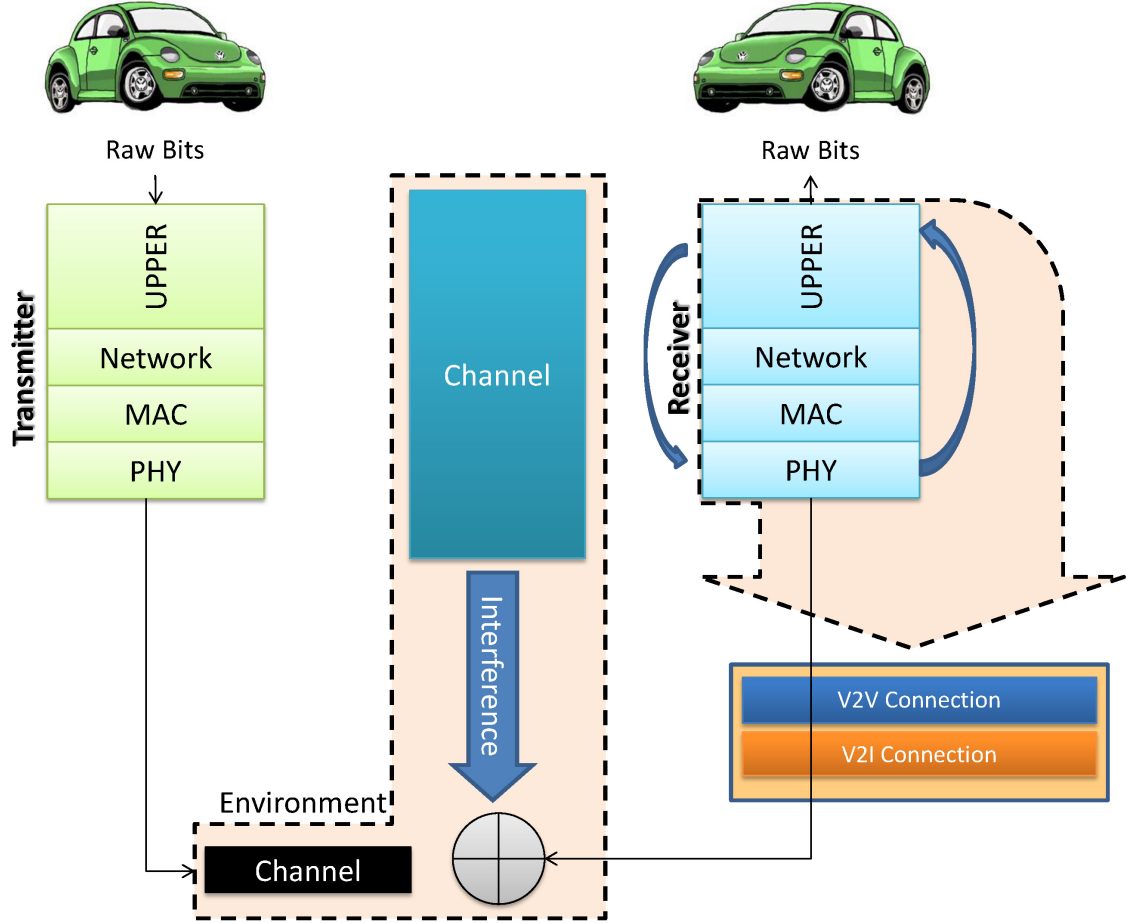 Raw Bits
Raw Bits
Transmitter
UPPER
Network
MAC
PHY
Channel
Interference
Environment
Channel
Receiver
UPPER
Network
MAC
PHY
V2V Connection
V2I Connection